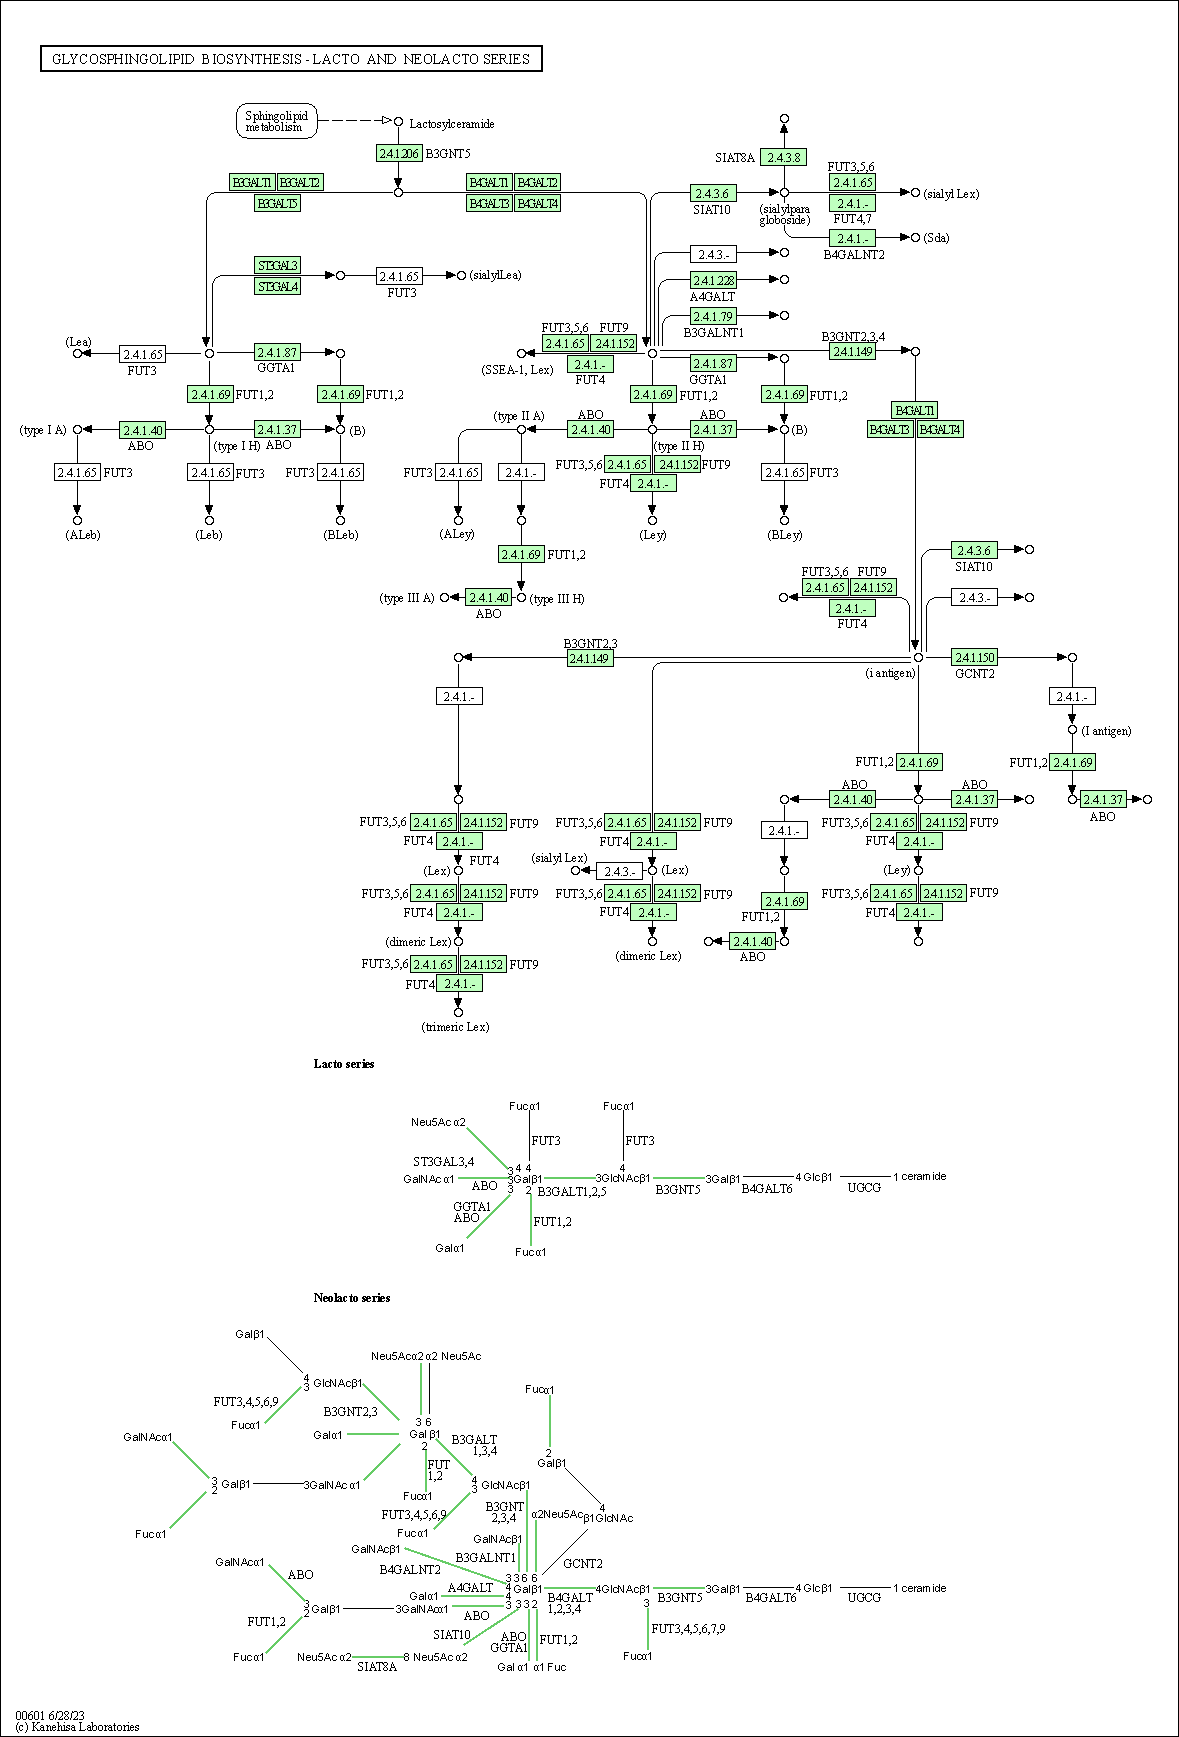 GLYCOSPHINGOLIPID BIOSYNTHESIS - LACTO AND NEOLACTO SERIES
Sphingolipid
metabolism
Lactosylceramide
2.4.1.206 B3GNT5
B3GALT1 B3GALT2
B3GALT5
B4GALT1 B4GALT2
B4GALT3 B4GALT4
SIAT8A 2.4.3.8
FUT3,5,6
2.4.1.65
2.4.1.-
FUT4,7
(sialyl Lex)
2.4.3.6
SIAT10
(sialylpara
globoside)
2.4.1.-
B4GALNT2
(Sda)
2.4.3.-
ST3GAL3
ST3GAL4
2.4.1.65
FUT3
(sialylLea)
2.4.1.228
A4GALT
2.4.1.79
B3GALNT1
(Lea)
2.4.1.65
FUT3
2.4.1.87
GGTA1
FUT3,5,6 FUT9
2.4.1.65 2.4.1.152
2.4.1.-
FUT4
(SSEA-1, Lex)
2.4.1.87
GGTA1
B3GNT2,3,4
2.4.1.149
2.4.1.69 FUT1,2
2.4.1.69 FUT1,2
2.4.1.69 FUT1,2
2.4.1.69 FUT1,2
B4GALT1
B4GALT3 B4GALT4
(type I A)
2.4.1.40
ABO
(type I H)
2.4.1.37
ABO
(B)
(type II A)
ABO
2.4.1.40
(type II H)
ABO
2.4.1.37
(B)
2.4.1.65 FUT3
2.4.1.65 FUT3
FUT3 2.4.1.65
FUT3 2.4.1.65
2.4.1.-
FUT3,5,6 2.4.1.65 2.4.1.152 FUT9
FUT4 2.4.1.-
2.4.1.65 FUT3
(ALeb)
(Leb)
(BLeb)
(ALey)
(Ley)
(BLey)
2.4.1.69 FUT1,2
(type III A)
2.4.1.40
ABO
(type III H)
2.4.3.6
SIAT10
FUT3,5,6 FUT9
2.4.1.65 2.4.1.152
2.4.1.-
FUT4
2.4.3.-
B3GNT2,3
2.4.1.149
(i antigen)
2.4.1.150
GCNT2
2.4.1.-
2.4.1.-
(I antigen)
FUT1,2 2.4.1.69
FUT1,2 2.4.1.69
ABO
2.4.1.40
ABO
2.4.1.37
2.4.1.37
ABO
FUT3,5,6 2.4.1.65 2.4.1.152 FUT9
FUT4 2.4.1.-
FUT4
FUT3,5,6 2.4.1.65 2.4.1.152 FUT9
FUT4 2.4.1.-
2.4.1.-
FUT3,5,6 2.4.1.65 2.4.1.152 FUT9
FUT4 2.4.1.-
(Lex)
(sialyl Lex)
2.4.3.-
(Lex)
(Ley)
FUT3,5,6 2.4.1.65 2.4.1.152 FUT9
FUT4 2.4.1.-
FUT3,5,6 2.4.1.65 2.4.1.152 FUT9
FUT4 2.4.1.-
2.4.1.69
FUT1,2
FUT3,5,6 2.4.1.65 2.4.1.152 FUT9
FUT4 2.4.1.-
(dimeric Lex)
(dimeric Lex)
2.4.1.40
ABO
FUT3,5,6 2.4.1.65 2.4.1.152 FUT9
FUT4 2.4.1.-
(trimeric Lex)
Lacto series
Fucα1 Fucα1
Neu5Ac α2
FUT3 FUT3
ST3GAL3,4
3 4 4
4
GalNAc α1
ABO
3Galβ1
B3GALT1,2,5
3GlcNAcβ1
B3GNT5
3Galβ1
B4GALT6
4 Glcβ1
UGCG
1 ceramide
3 2
GGTA1
ABO
FUT1,2
Galα1
Fucα1
Neolacto series
Galβ1
Neu5Acα2 α2 Neu5Ac
4
3 GlcNAcβ1
FUT3,4,5,6,9
B3GNT2,3
Fucα1
Fucα1
3 6
GalNAcα1
Galα1
Gal β1
2
B3GALT
1,3,4
FUT
1,2
2
Galβ1
3
2 Galβ1
3GalNAc α1
4
3 GlcNAcβ1
Fucα1
FUT3,4,5,6,9
B3GNT
2,3,4
α2Neu5Ac
4
β1GlcNAc
Fucα1
Fucα1
GalNAcβ1
GalNAcβ1
B3GALNT1
GCNT2
GalNAcα1
ABO
B4GALNT2
3 3 6 6
A4GALT
4
Galβ1
B4GALT
1,2,3,4
4GlcNAcβ1
B3GNT5
3Galβ1
B4GALT6
4 Glcβ1
UGCG
1 ceramide
Galα1
4
3
2 Galβ1
3GalNAcα1
ABO
3 3 3 2
3
FUT1,2
SIAT10
ABO
GGTA1
FUT1,2
FUT3,4,5,6,7,9
Fucα1
Neu5Ac α2
SIAT8A
8 Neu5Ac α2
Gal α1 α1 Fuc
Fucα1
00601 6/28/23
(c) Kanehisa Laboratories